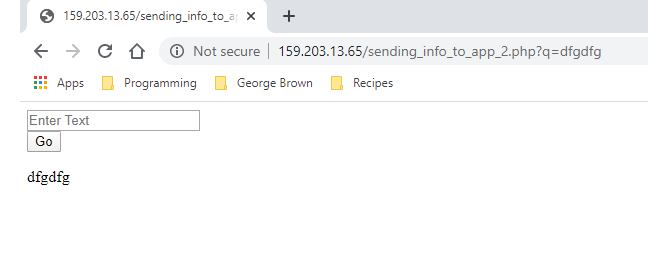 159.203.13.65/sending_info_to_ap
Not secure | 159.203.13.65/sending_info_to_app_2.php?q=dfgdfg
Apps Programming George Brown Recipes
Enter Text
Go
dfgdfg